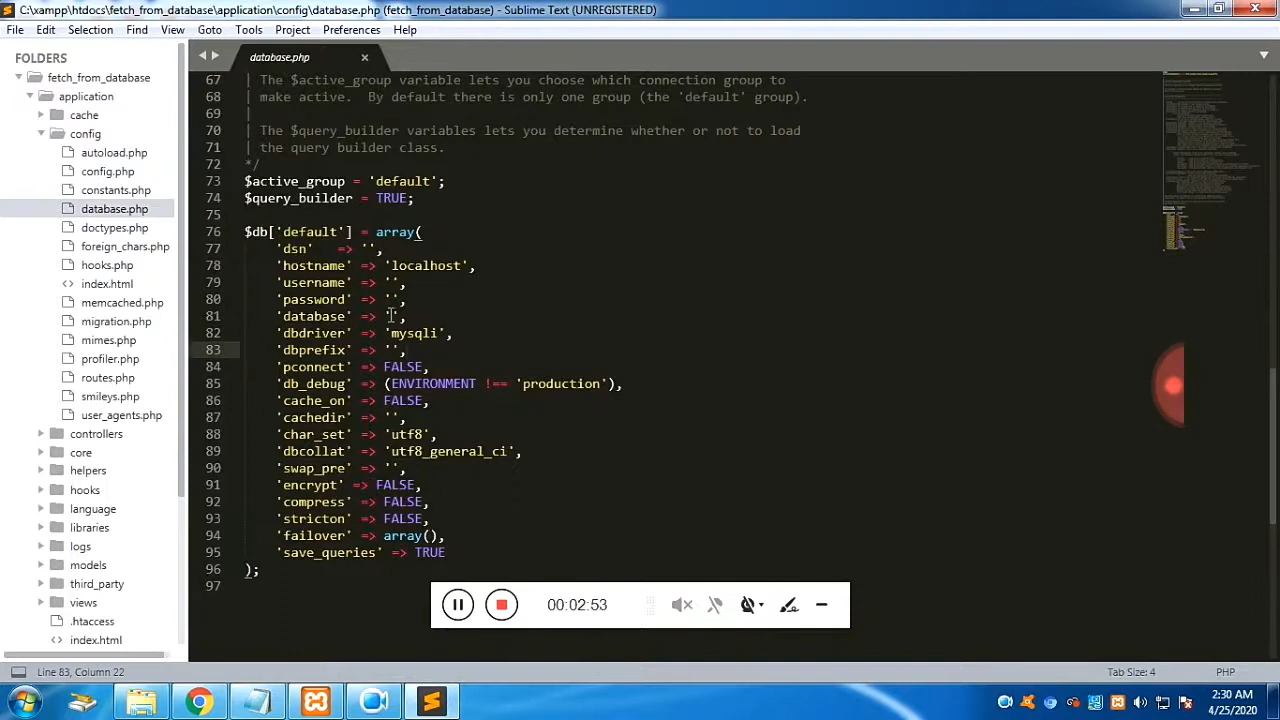 C:\xampp\htdocs\fetch_from_database\application\config\database.php (fetch_from_database) - Sublime Text (UNREGISTERED)
File Edit Selection Find View Goto Tools Project Preferences Help
FOLDERS
fetch_from_database
application
cache
config
autoload.php
config.php
constants.php
database.php
doctypes.php
foreign_chars.php
hooks.php
index.html
memcached.php
migration.php
mimes.php
profiler.php
routes.php
smileys.php
user_agents.php
controllers
core
helpers
hooks
language
libraries
logs
models
third_party
views
.htaccess
index.html
database.php
67 | The $active_group variable lets you choose which connection group to
68 | make active.  By default there is only one group (the 'default' group).
69 |
70 | The $query_builder variables lets you determine whether or not to load
71 | the query builder class.
72 */
73 $active_group = 'default';
74 $query_builder = TRUE;
75
76 $db['default'] = array(
77     'dsn'   => '',
78     'hostname' => 'localhost',
79     'username' => '',
80     'password' => '',
81     'database' => '',
82     'dbdriver' => 'mysqli',
83     'dbprefix' => '',
84     'pconnect' => FALSE,
85     'db_debug' => (ENVIRONMENT !== 'production'),
86     'cache_on' => FALSE,
87     'cachedir' => '',
88     'char_set' => 'utf8',
89     'dbcollat' => 'utf8_general_ci',
90     'swap_pre' => '',
91     'encrypt' => FALSE,
92     'compress' => FALSE,
93     'stricton' => FALSE,
94     'failover' => array(),
95     'save_queries' => TRUE
96 );
97
00:02:53
Line 83, Column 22
Tab Size: 4
PHP
2:30 AM
4/25/2020